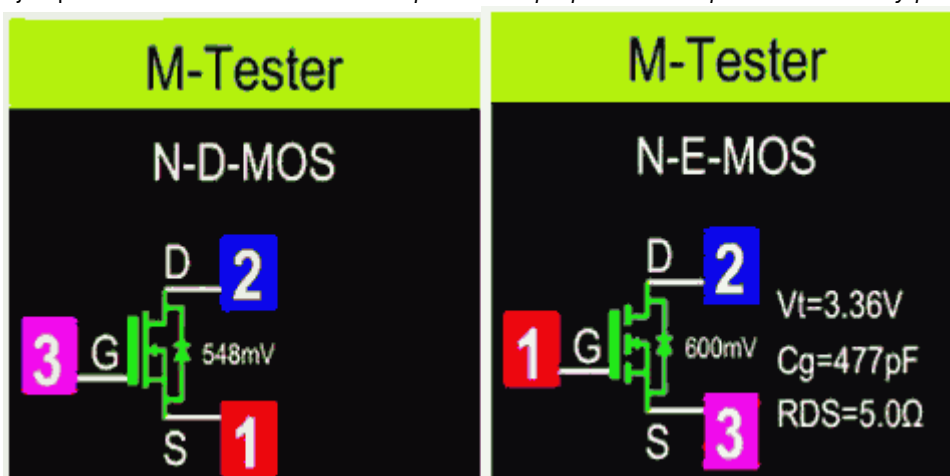 M-Tester
N-D-MOS
D
2
3
G
548mV
1
S
M-Tester
N-E-MOS
D
2
Vt=3.36V
1
G
600mV
Cg=477pF
RDS=5.0Ω
S
3